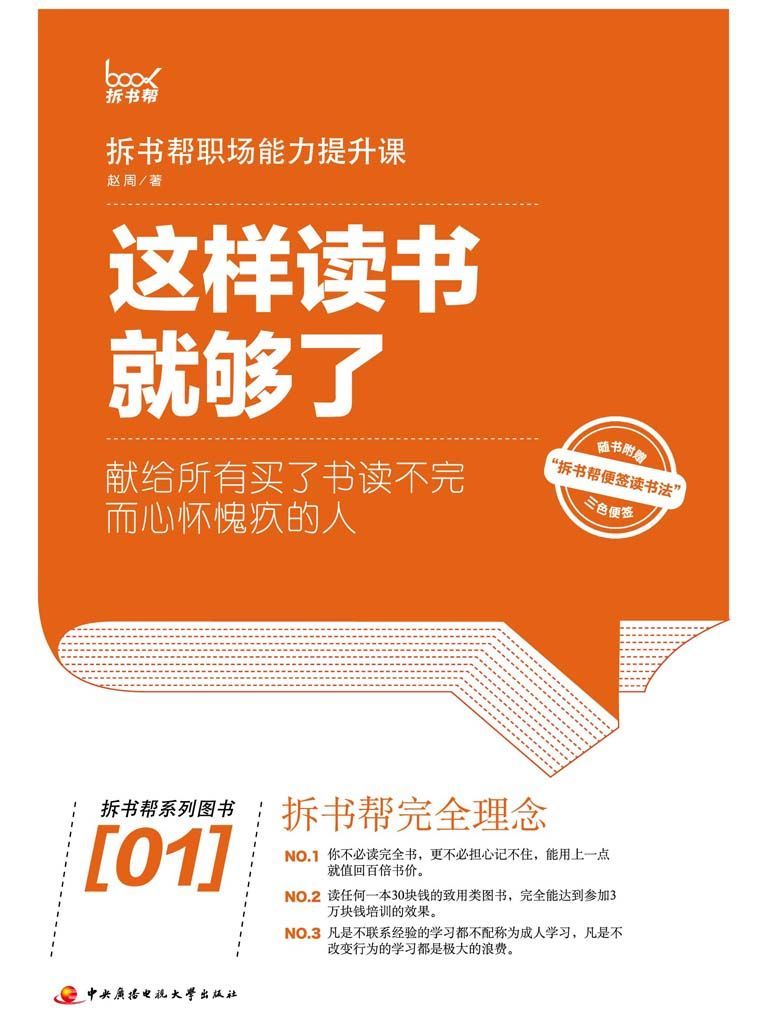 book
拆书帮
拆书帮职场能力提升课
赵周／著
这样读书
就够了
献给所有买了书读不完
而心怀愧疚的人
随书附赠
“拆书帮便签读书法”
三色便签
拆书帮系列图书
[01]
拆书帮完全理念
NO.1 你不必读完全书，更不必担心记不住，能用上一点
就值回百倍书价。
NO.2 读任何一本30块钱的致用类图书，完全能达到参加3
万块钱培训的效果。
NO.3 凡是不联系经验的学习都不配称为成人学习，凡是不
改变行为的学习都是极大的浪费。
中央廣播电视大学出版社